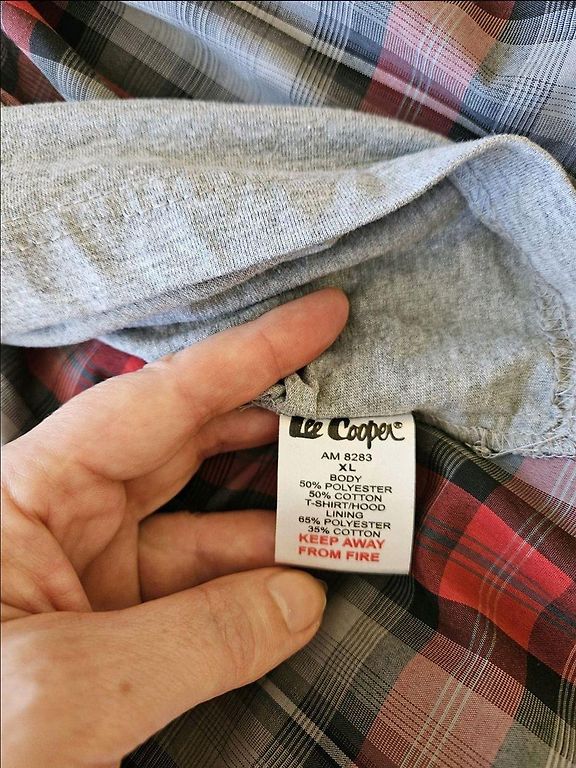 Lee Cooper®
AM 8283
XL
BODY
50% POLYESTER
50% COTTON
T-SHIRT/HOOD
LINING
65% POLYESTER
35% COTTON
KEEP AWAY
FROM FIRE